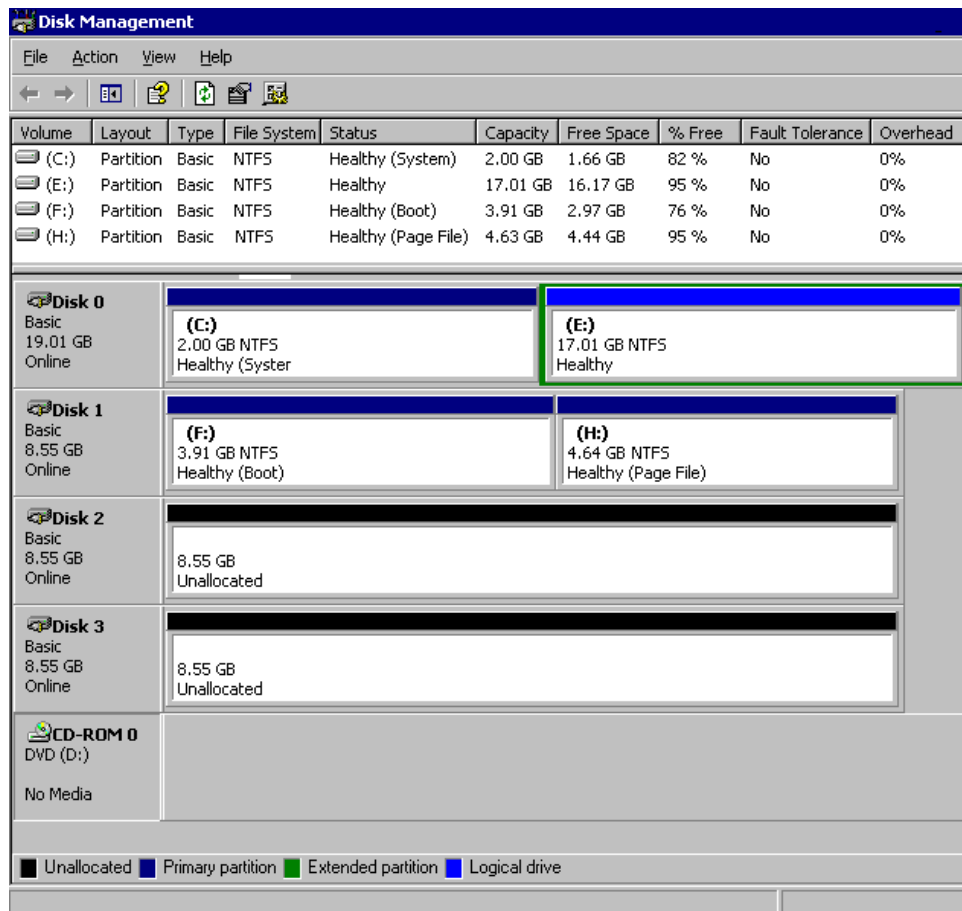 Disk Management
File Action View Help
Volume Layout Type File System Status Capacity Free Space % Free Fault Tolerance Overhead
(C:) Partition Basic NTFS Healthy (System) 2.00 GB 1.66 GB 82 % No 0%
(E:) Partition Basic NTFS Healthy 17.01 GB 16.17 GB 95 % No 0%
(F:) Partition Basic NTFS Healthy (Boot) 3.91 GB 2.97 GB 76 % No 0%
(H:) Partition Basic NTFS Healthy (Page File) 4.63 GB 4.44 GB 95 % No 0%
Disk 0
Basic
19.01 GB
Online
(C:)
2.00 GB NTFS
Healthy (Syster
(E:)
17.01 GB NTFS
Healthy
Disk 1
Basic
8.55 GB
Online
(F:)
3.91 GB NTFS
Healthy (Boot)
(H:)
4.64 GB NTFS
Healthy (Page File)
Disk 2
Basic
8.55 GB
Online
8.55 GB
Unallocated
Disk 3
Basic
8.55 GB
Online
8.55 GB
Unallocated
CD-ROM 0
DVD (D:)
No Media
Unallocated Primary partition Extended partition Logical drive